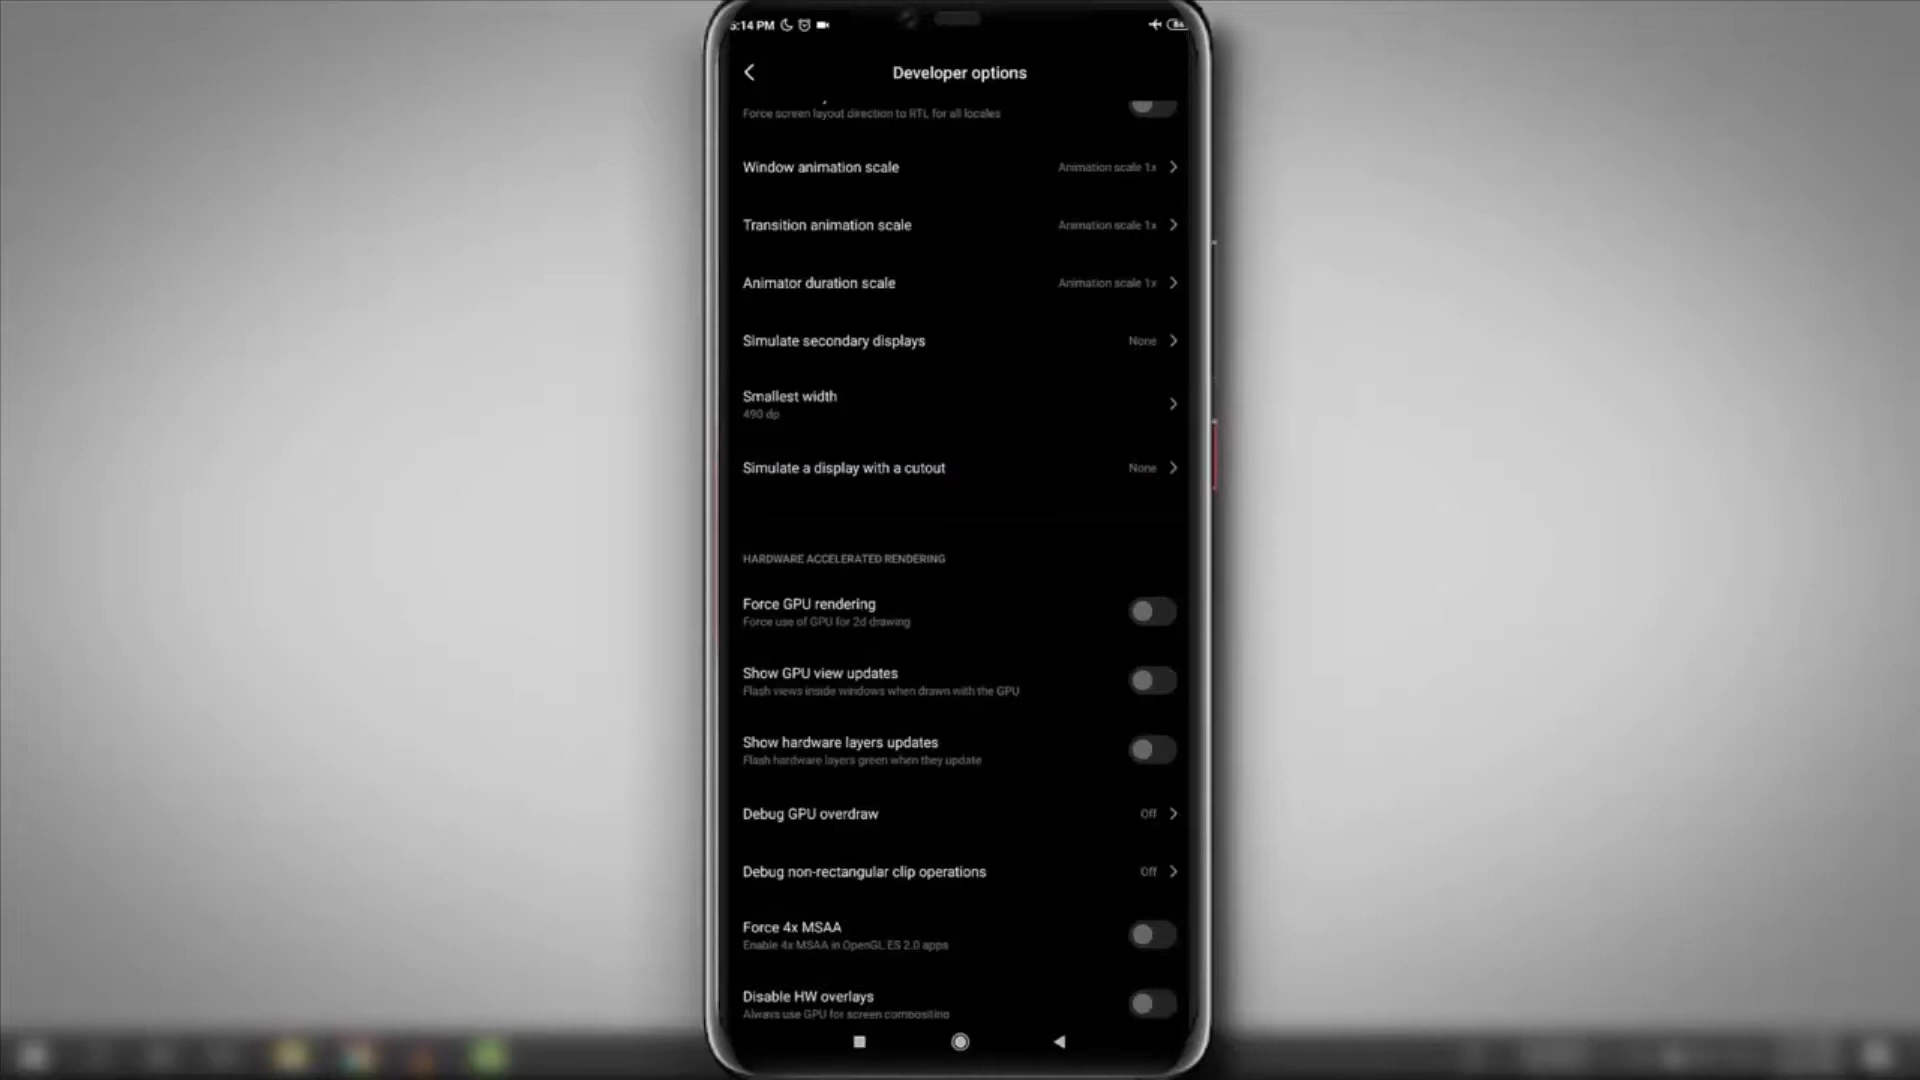 5:14 PM
84
Developer options
Force screen layout direction to RTL for all locales
Window animation scale
Animation scale 1x
Transition animation scale
Animation scale 1x
Animator duration scale
Animation scale 1x
Simulate secondary displays
None
Smallest width
490 dp
Simulate a display with a cutout
None
HARDWARE ACCELERATED RENDERING
Force GPU rendering
Force use of GPU for 2d drawing
Show GPU view updates
Flash views inside windows when drawn with the GPU
Show hardware layers updates
Flash hardware layers green when they update
Debug GPU overdraw
Off
Debug non-rectangular clip operations
Off
Force 4x MSAA
Enable 4x MSAA in OpenGL ES 2.0 apps
Disable HW overlays
Always use GPU for screen compositing